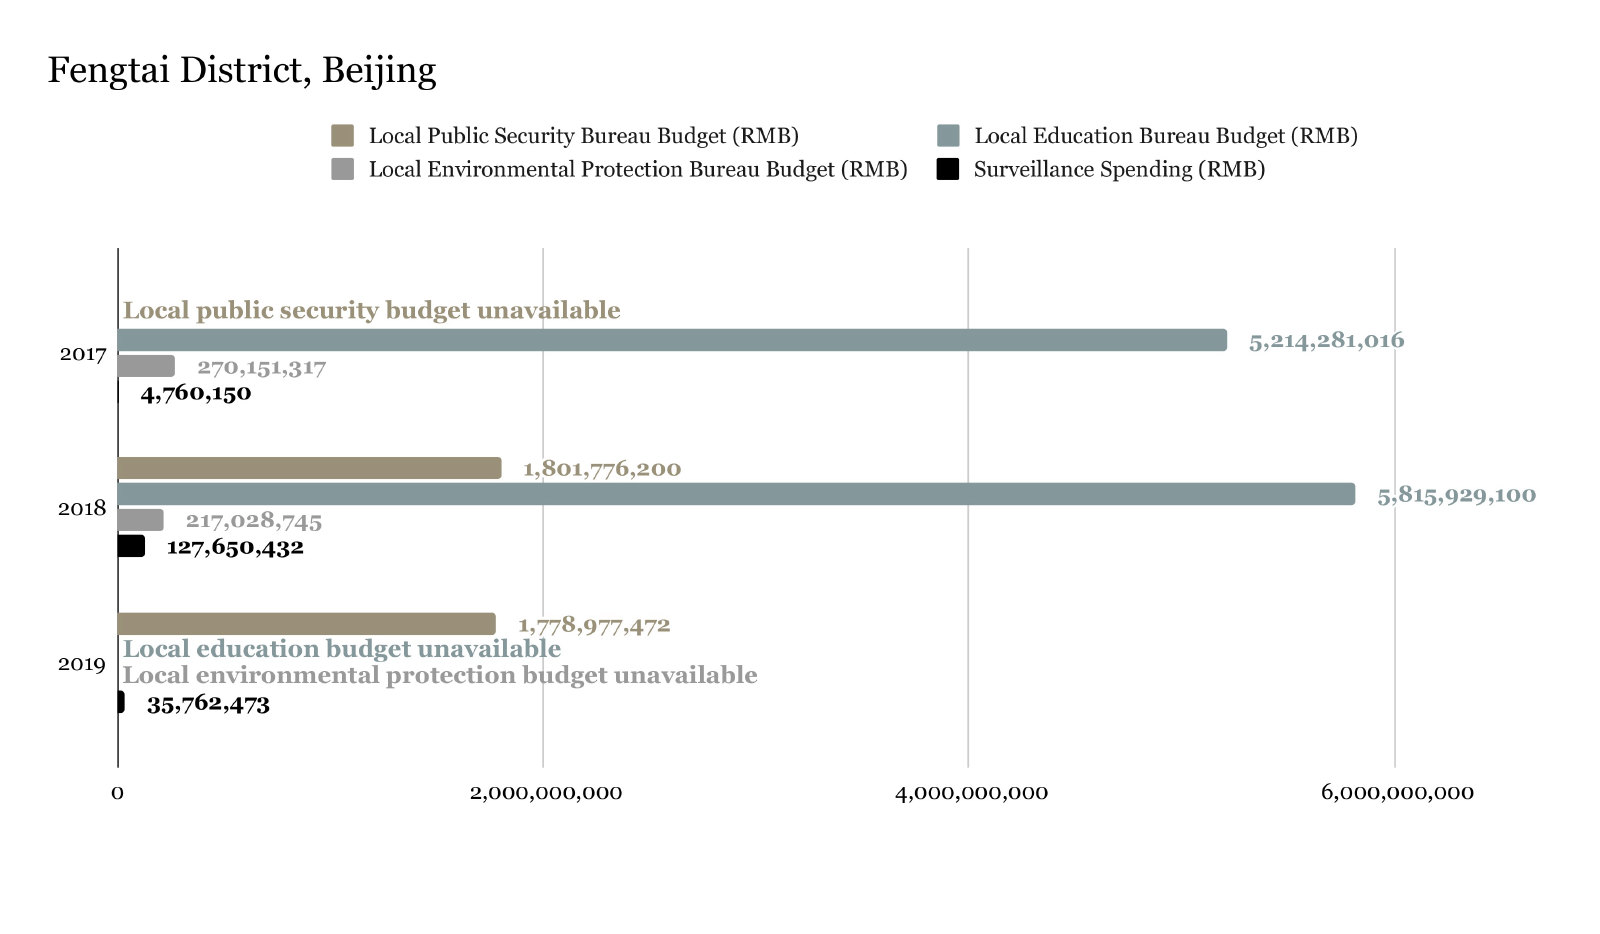 Fengtai District, Beijing
Local Public Security Bureau Budget (RMB)
Local Education Bureau Budget (RMB)
Local Environmental Protection Bureau Budget (RMB)
Surveillance Spending (RMB)
Local public security budget unavailable
2017
5,214,281,016
270,151,317
4,760,150
1,801,776,200
2018
5,815,929,100
217,028,745
127,650,432
1,778,977,472
2019
Local education budget unavailable
Local environmental protection budget unavailable
35,762,473
0
2,000,000,000
4,000,000,000
6,000,000,000